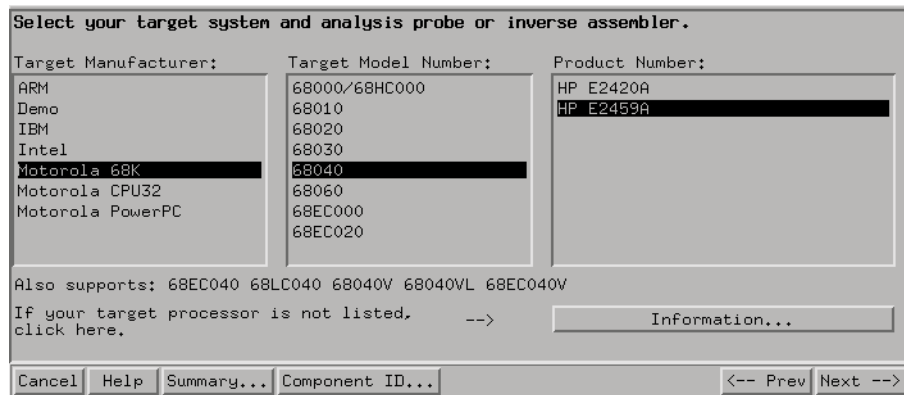 Select your target system and analysis probe or inverse assembler.
Target Manufacturer:
ARM
Demo
IBM
Intel
Motorola 68K
Motorola CPU32
Motorola PowerPC
Target Model Number:
68000/68HC000
68010
68020
68030
68040
68060
68EC000
68EC020
Product Number:
HP E2420A
HP E2459A
Also supports: 68EC040 68LC040 68040V 68040VL 68EC040V
If your target processor is not listed,
click here.
-->
Information...
Cancel Help Summary... Component ID... <-- Prev Next -->